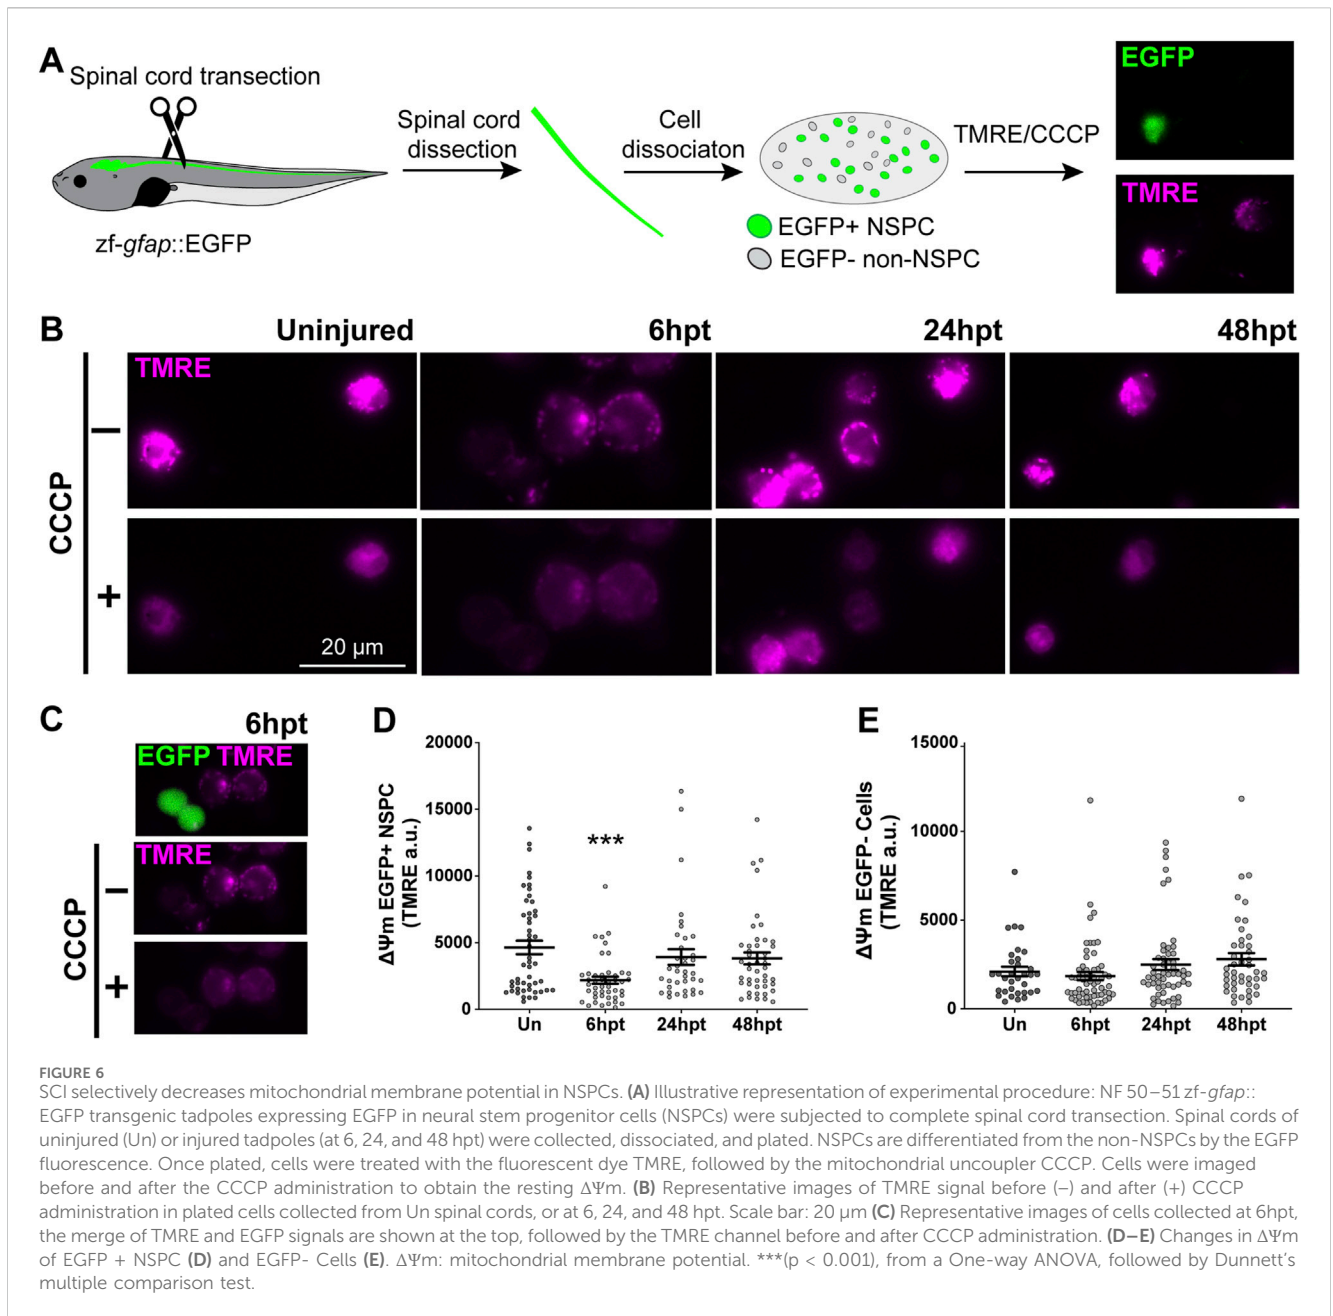 A
Spinal cord transection
zf-gfap::EGFP
Spinal cord
dissection
Cell
dissociaton
EGFP+ NSPC
EGFP- non-NSPC
TMRE/CCCP
EGFP
TMRE
B
Uninjured
6hpt
24hpt
48hpt
TMRE
CCCP
−
+
20 µm
C
6hpt
EGFP TMRE
TMRE
CCCP
−
+
D
ΔΨm EGFP+ NSPC
(TMRE a.u.)
20000
15000
10000
5000
0
***
Un 6hpt 24hpt 48hpt
E
ΔΨm EGFP- Cells
(TMRE a.u.)
15000
10000
5000
0
Un 6hpt 24hpt 48hpt
FIGURE 6
SCI selectively decreases mitochondrial membrane potential in NSPCs. (A) Illustrative representation of experimental procedure: NF 50–51 zf-gfap::
EGFP transgenic tadpoles expressing EGFP in neural stem progenitor cells (NSPCs) were subjected to complete spinal cord transection. Spinal cords of
uninjured (Un) or injured tadpoles (at 6, 24, and 48 hpt) were collected, dissociated, and plated. NSPCs are differentiated from the non-NSPCs by the EGFP
fluorescence. Once plated, cells were treated with the fluorescent dye TMRE, followed by the mitochondrial uncoupler CCCP. Cells were imaged
before and after the CCCP administration to obtain the resting ΔΨm. (B) Representative images of TMRE signal before (–) and after (+) CCCP
administration in plated cells collected from Un spinal cords, or at 6, 24, and 48 hpt. Scale bar: 20 µm (C) Representative images of cells collected at 6hpt,
the merge of TMRE and EGFP signals are shown at the top, followed by the TMRE channel before and after CCCP administration. (D–E) Changes in ΔΨm
of EGFP + NSPC (D) and EGFP- Cells (E). ΔΨm: mitochondrial membrane potential. ***(p < 0.001), from a One-way ANOVA, followed by Dunnett’s
multiple comparison test.